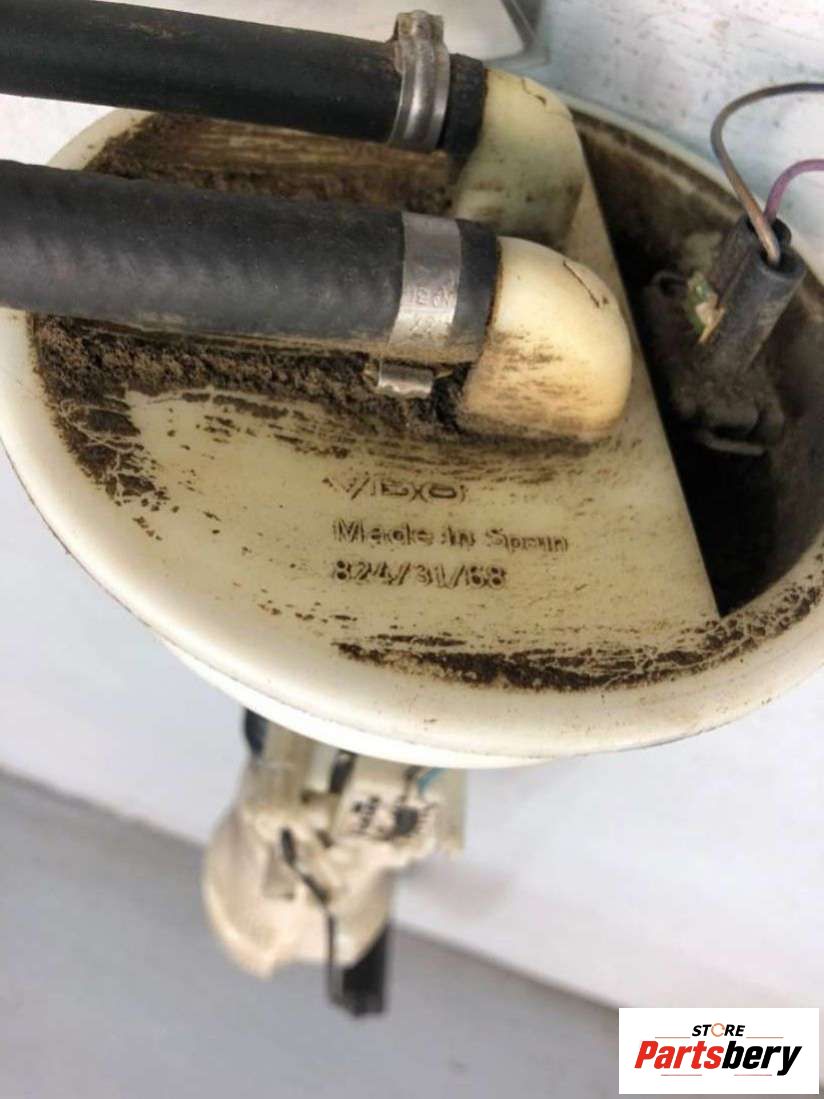 VDO
Made in Spain
824/31/68
STORE
Partsbery